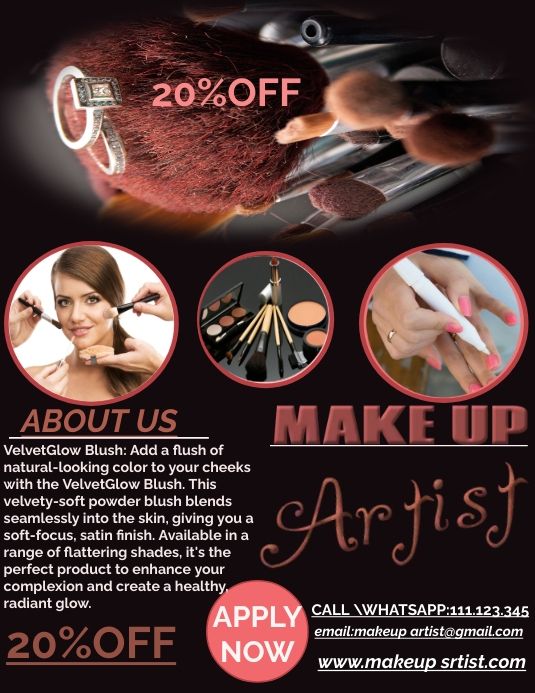 20%OFF
ABOUT US
VelvetGlow Blush: Add a flush of
natural-looking color to your cheeks
with the VelvetGlow Blush. This
velvety-soft powder blush blends
seamlessly into the skin, giving you a
soft-focus, satin finish. Available in a
range of flattering shades, it's the
perfect product to enhance your
complexion and create a healthy,
radiant glow.
20%OFF
MAKE UP
Artist
APPLY
NOW
CALL \WHATSAPP:111.123.345
email:makeup artist@gmail.com
www.makeup srtist.com